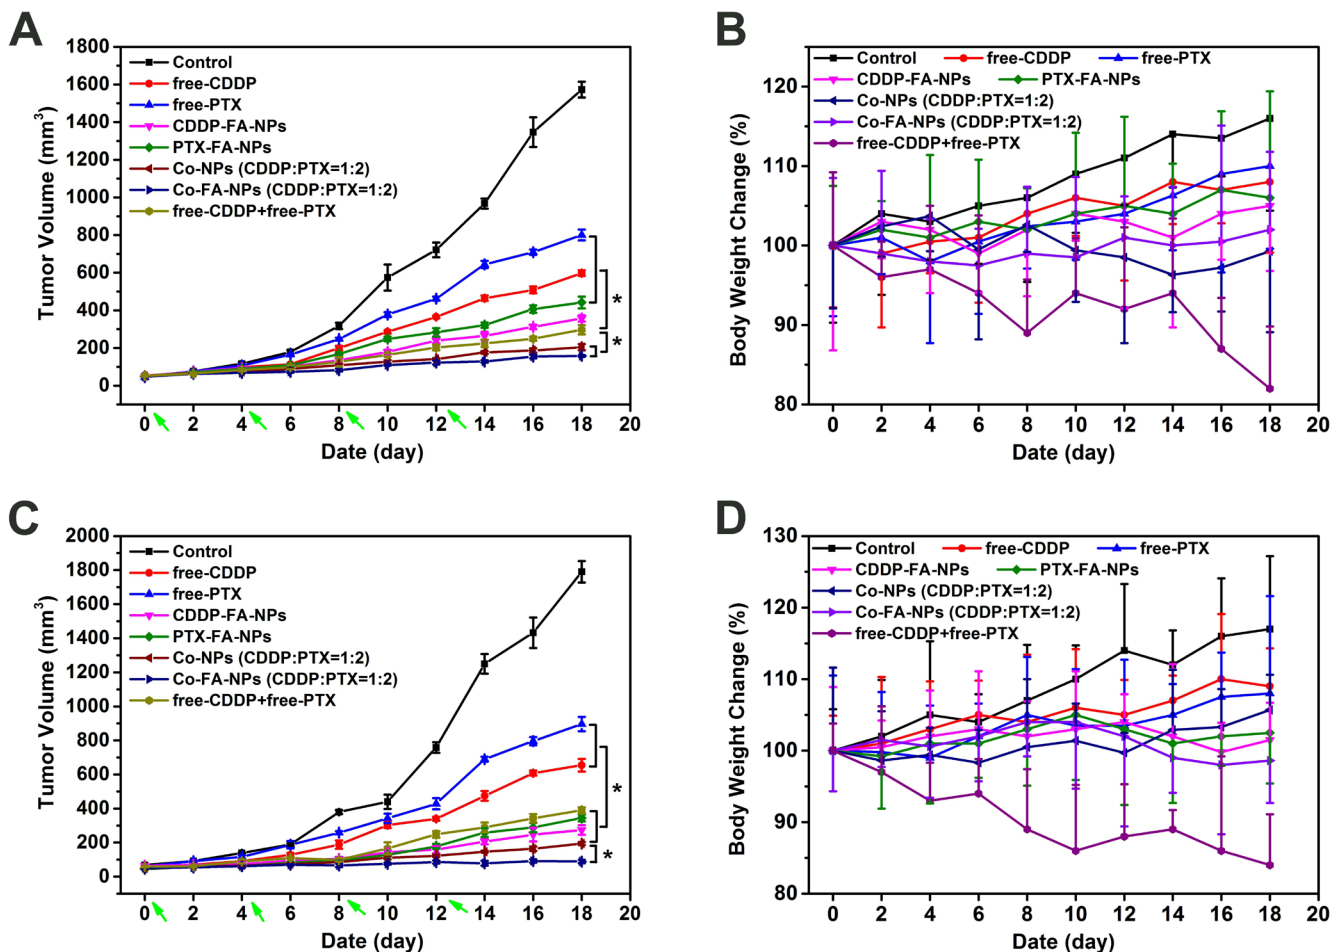 A
Tumor Volume (mm3)
1800
1600
1400
1200
1000
800
600
400
200
0
Control
free-CDDP
free-PTX
CDDP-FA-NPs
PTX-FA-NPs
Co-NPs (CDDP:PTX=1:2)
Co-FA-NPs (CDDP:PTX=1:2)
free-CDDP+free-PTX
*
*
0 2 4 6 8 10 12 14 16 18 20
Date (day)
B
Body Weight Change (%)
120
110
100
90
80
Control free-CDDP free-PTX
CDDP-FA-NPs PTX-FA-NPs
Co-NPs (CDDP:PTX=1:2)
Co-FA-NPs (CDDP:PTX=1:2)
free-CDDP+free-PTX
0 2 4 6 8 10 12 14 16 18 20
Date (day)
C
Tumor Volume (mm3)
2000
1800
1600
1400
1200
1000
800
600
400
200
0
Control
free-CDDP
free-PTX
CDDP-FA-NPs
PTX-FA-NPs
Co-NPs (CDDP:PTX=1:2)
Co-FA-NPs (CDDP:PTX=1:2)
free-CDDP+free-PTX
*
*
0 2 4 6 8 10 12 14 16 18 20
Date (day)
D
Body Weight Change (%)
130
120
110
100
90
80
Control free-CDDP free-PTX
CDDP-FA-NPs PTX-FA-NPs
Co-NPs (CDDP:PTX=1:2)
Co-FA-NPs (CDDP:PTX=1:2)
free-CDDP+free-PTX
0 2 4 6 8 10 12 14 16 18 20
Date (day)